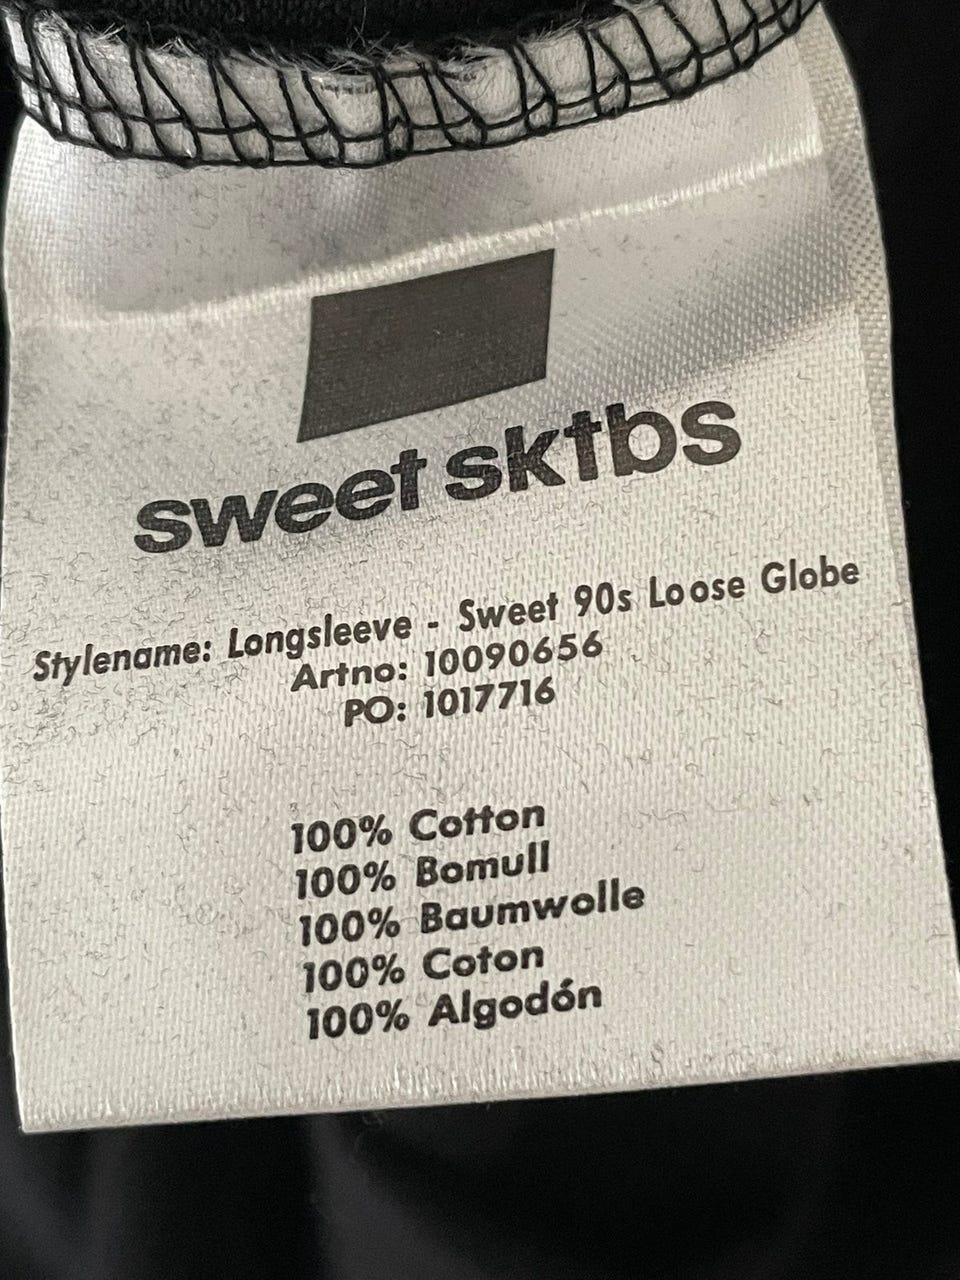 sweet sktbs
Stylename: Longsleeve - Sweet 90s Loose Globe
Artno: 10090656
PO: 1017716
100% Cotton
100% Bomull
100% Baumwolle
100% Coton
100% Algodón